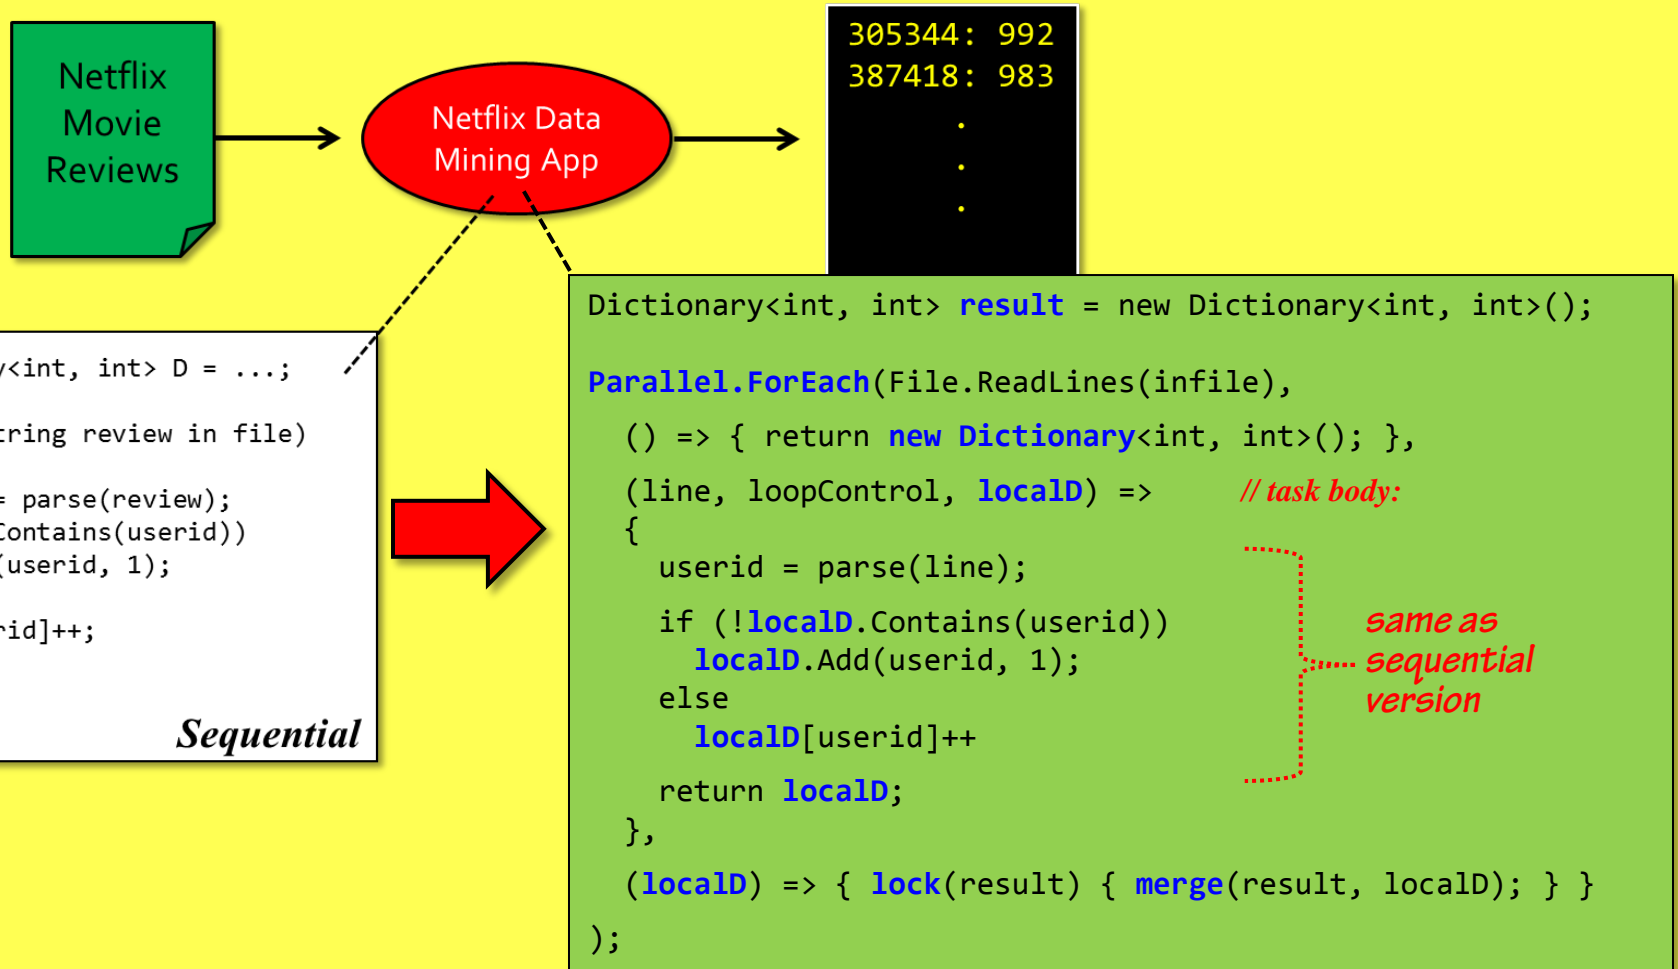 Netflix
Movie
Reviews
Netflix Data
Mining App
305344: 992
387418: 983
.
.
.
<int, int> D = ...;
tring review in file)
= parse(review);
Contains(userid))
(userid, 1);
rid]++;
Sequential
Dictionary<int, int> result = new Dictionary<int, int>();
Parallel.ForEach(File.ReadLines(infile),
() => { return new Dictionary<int, int>(); },
(line, loopControl, localD) => // task body:
{
userid = parse(line);
if (!localD.Contains(userid))
localD.Add(userid, 1);
else
localD[userid]++
return localD;
},
(localD) => { lock(result) { merge(result, localD); } }
);
same as
sequential
version